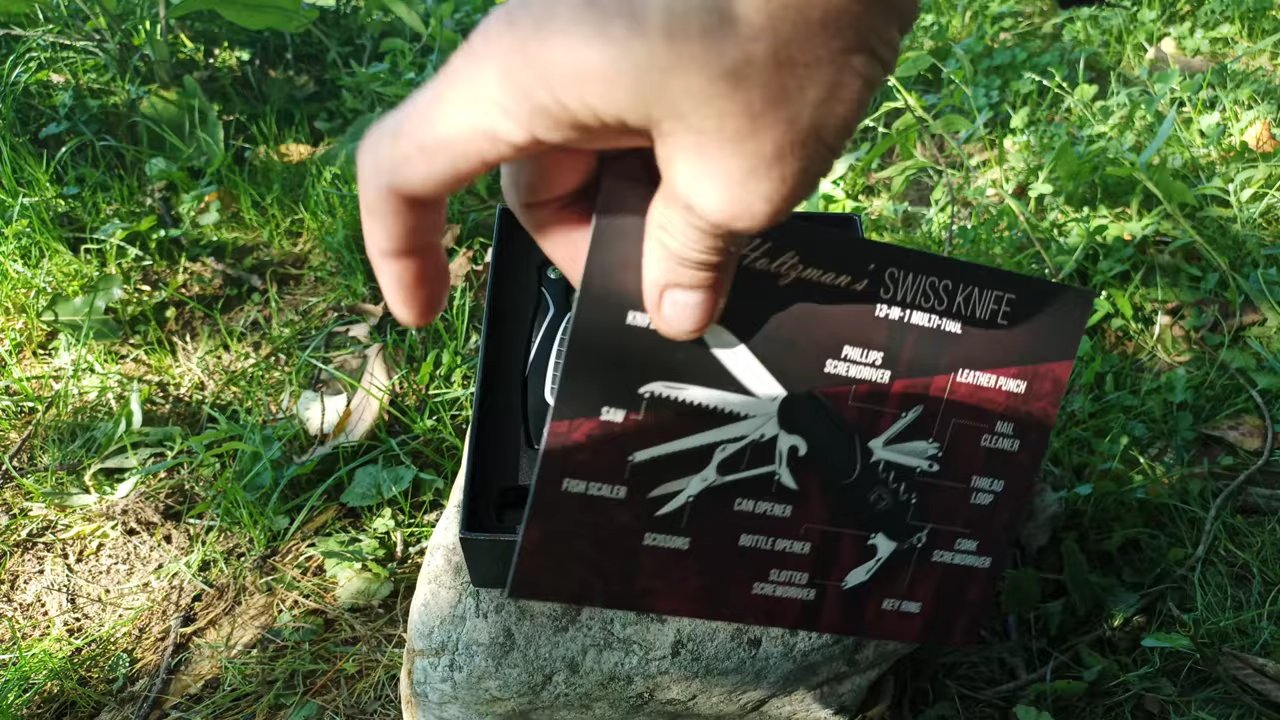 Holtzman's SWISS KNIFE
13-IN-1 MULTI-TOOL
PHILLIPS
SCREWDRIVER
LEATHER PUNCH
SAW
NAIL
CLEANER
FISH SCALER
THREAD
LOOP
CAN OPENER
SCISSORS
BOTTLE OPENER
CORK
SCREWDRIVER
SLOTTED
SCREWDRIVER
KEY RING